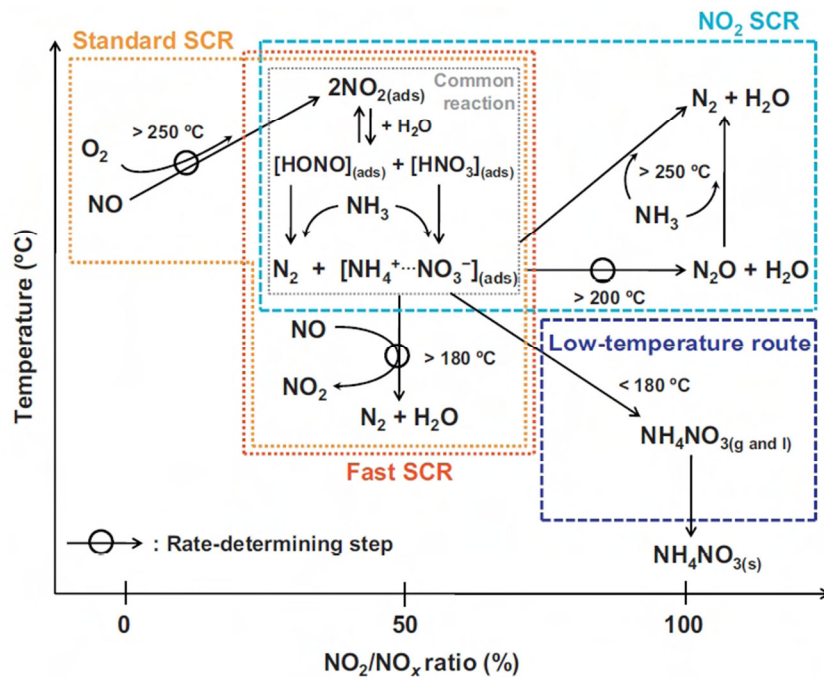 Standard SCR
NO₂ SCR
Common
reaction
2NO₂(ads)
+ H₂O
> 250 ºC
O₂
NO
[HONO](ads) + [HNO₃](ads)
NH₃
N₂ + [NH₄⁺···NO₃⁻](ads)
N₂ + H₂O
> 250 ºC
NH₃
N₂O + H₂O
> 200 ºC
NO
NO₂
> 180 ºC
N₂ + H₂O
Fast SCR
Low-temperature route
< 180 ºC
NH₄NO₃(g and l)
NH₄NO₃(s)
: Rate-determining step
Temperature (ºC)
0
50
100
NO₂/NOₓ ratio (%)